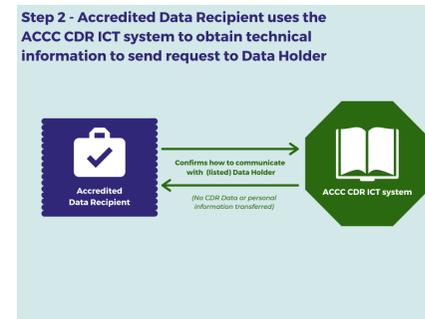 Step 2 - Accredited Data Recipient uses the
ACCC CDR ICT system to obtain technical
information to send request to Data Holder
Confirms how to communicate
with (listed) Data Holder
Accredited
Data Recipient
ACCC CDR ICT system
(No CDR Data or personal
information transferred)